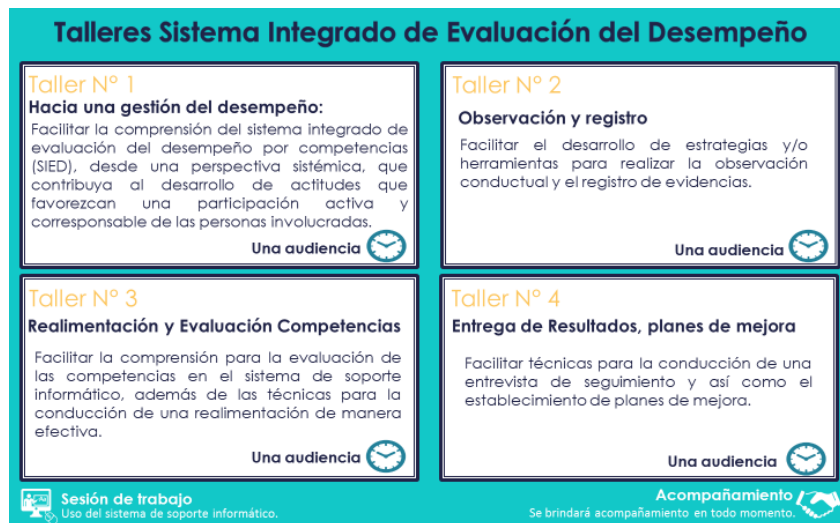 Talleres Sistema Integrado de Evaluación del Desempeño
Taller N° 1
Hacia una gestión del desempeño:
Facilitar la comprensión del sistema integrado de
evaluación del desempeño por competencias
(SIED), desde una perspectiva sistémica, que
contribuya al desarrollo de actitudes que
favorezcan una participación activa y
corresponsable de las personas involucradas.
Una audiencia
Taller N° 2
Observación y registro
Facilitar el desarrollo de estrategias y/o
herramientas para realizar la observación
conductual y el registro de evidencias.
Una audiencia
Taller N° 3
Realimentación y Evaluación Competencias
Facilitar la comprensión para la evaluación de
las competencias en el sistema de soporte
informático, además de las técnicas para la
conducción de una realimentación de manera
efectiva.
Una audiencia
Taller N° 4
Entrega de Resultados, planes de mejora
Facilitar técnicas para la conducción de una
entrevista de seguimiento y así como el
establecimiento de planes de mejora.
Una audiencia
Sesión de trabajo
Uso del sistema de soporte informático.
Acompañamiento
Se brindará acompañamiento en todo momento.